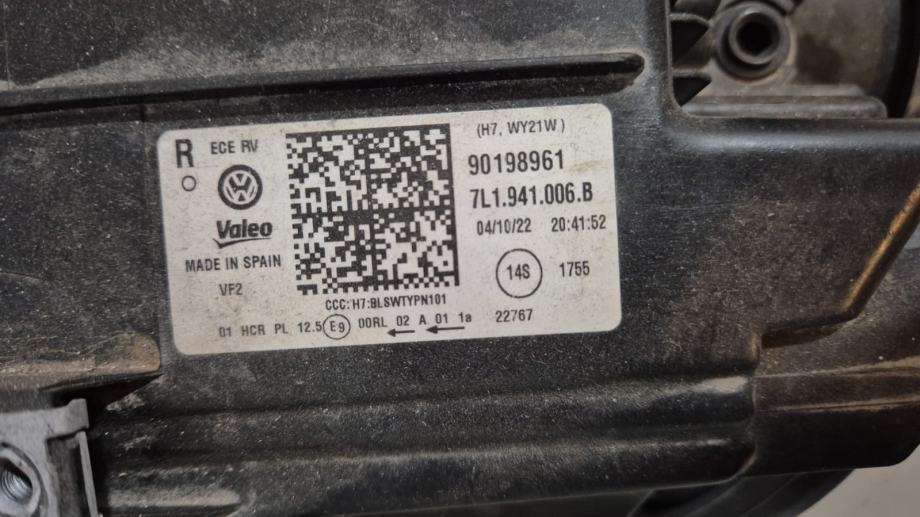 R ECE RV
Valeo
MADE IN SPAIN
VF2
(H7, WY21W)
90198961
7L1.941.006.B
04/10/22 20:41:52
14S 1755
CCC:H7:BLSWTYPN101
01 HCR PL 12.5 E9 00RL 02 A 01 1a 22767